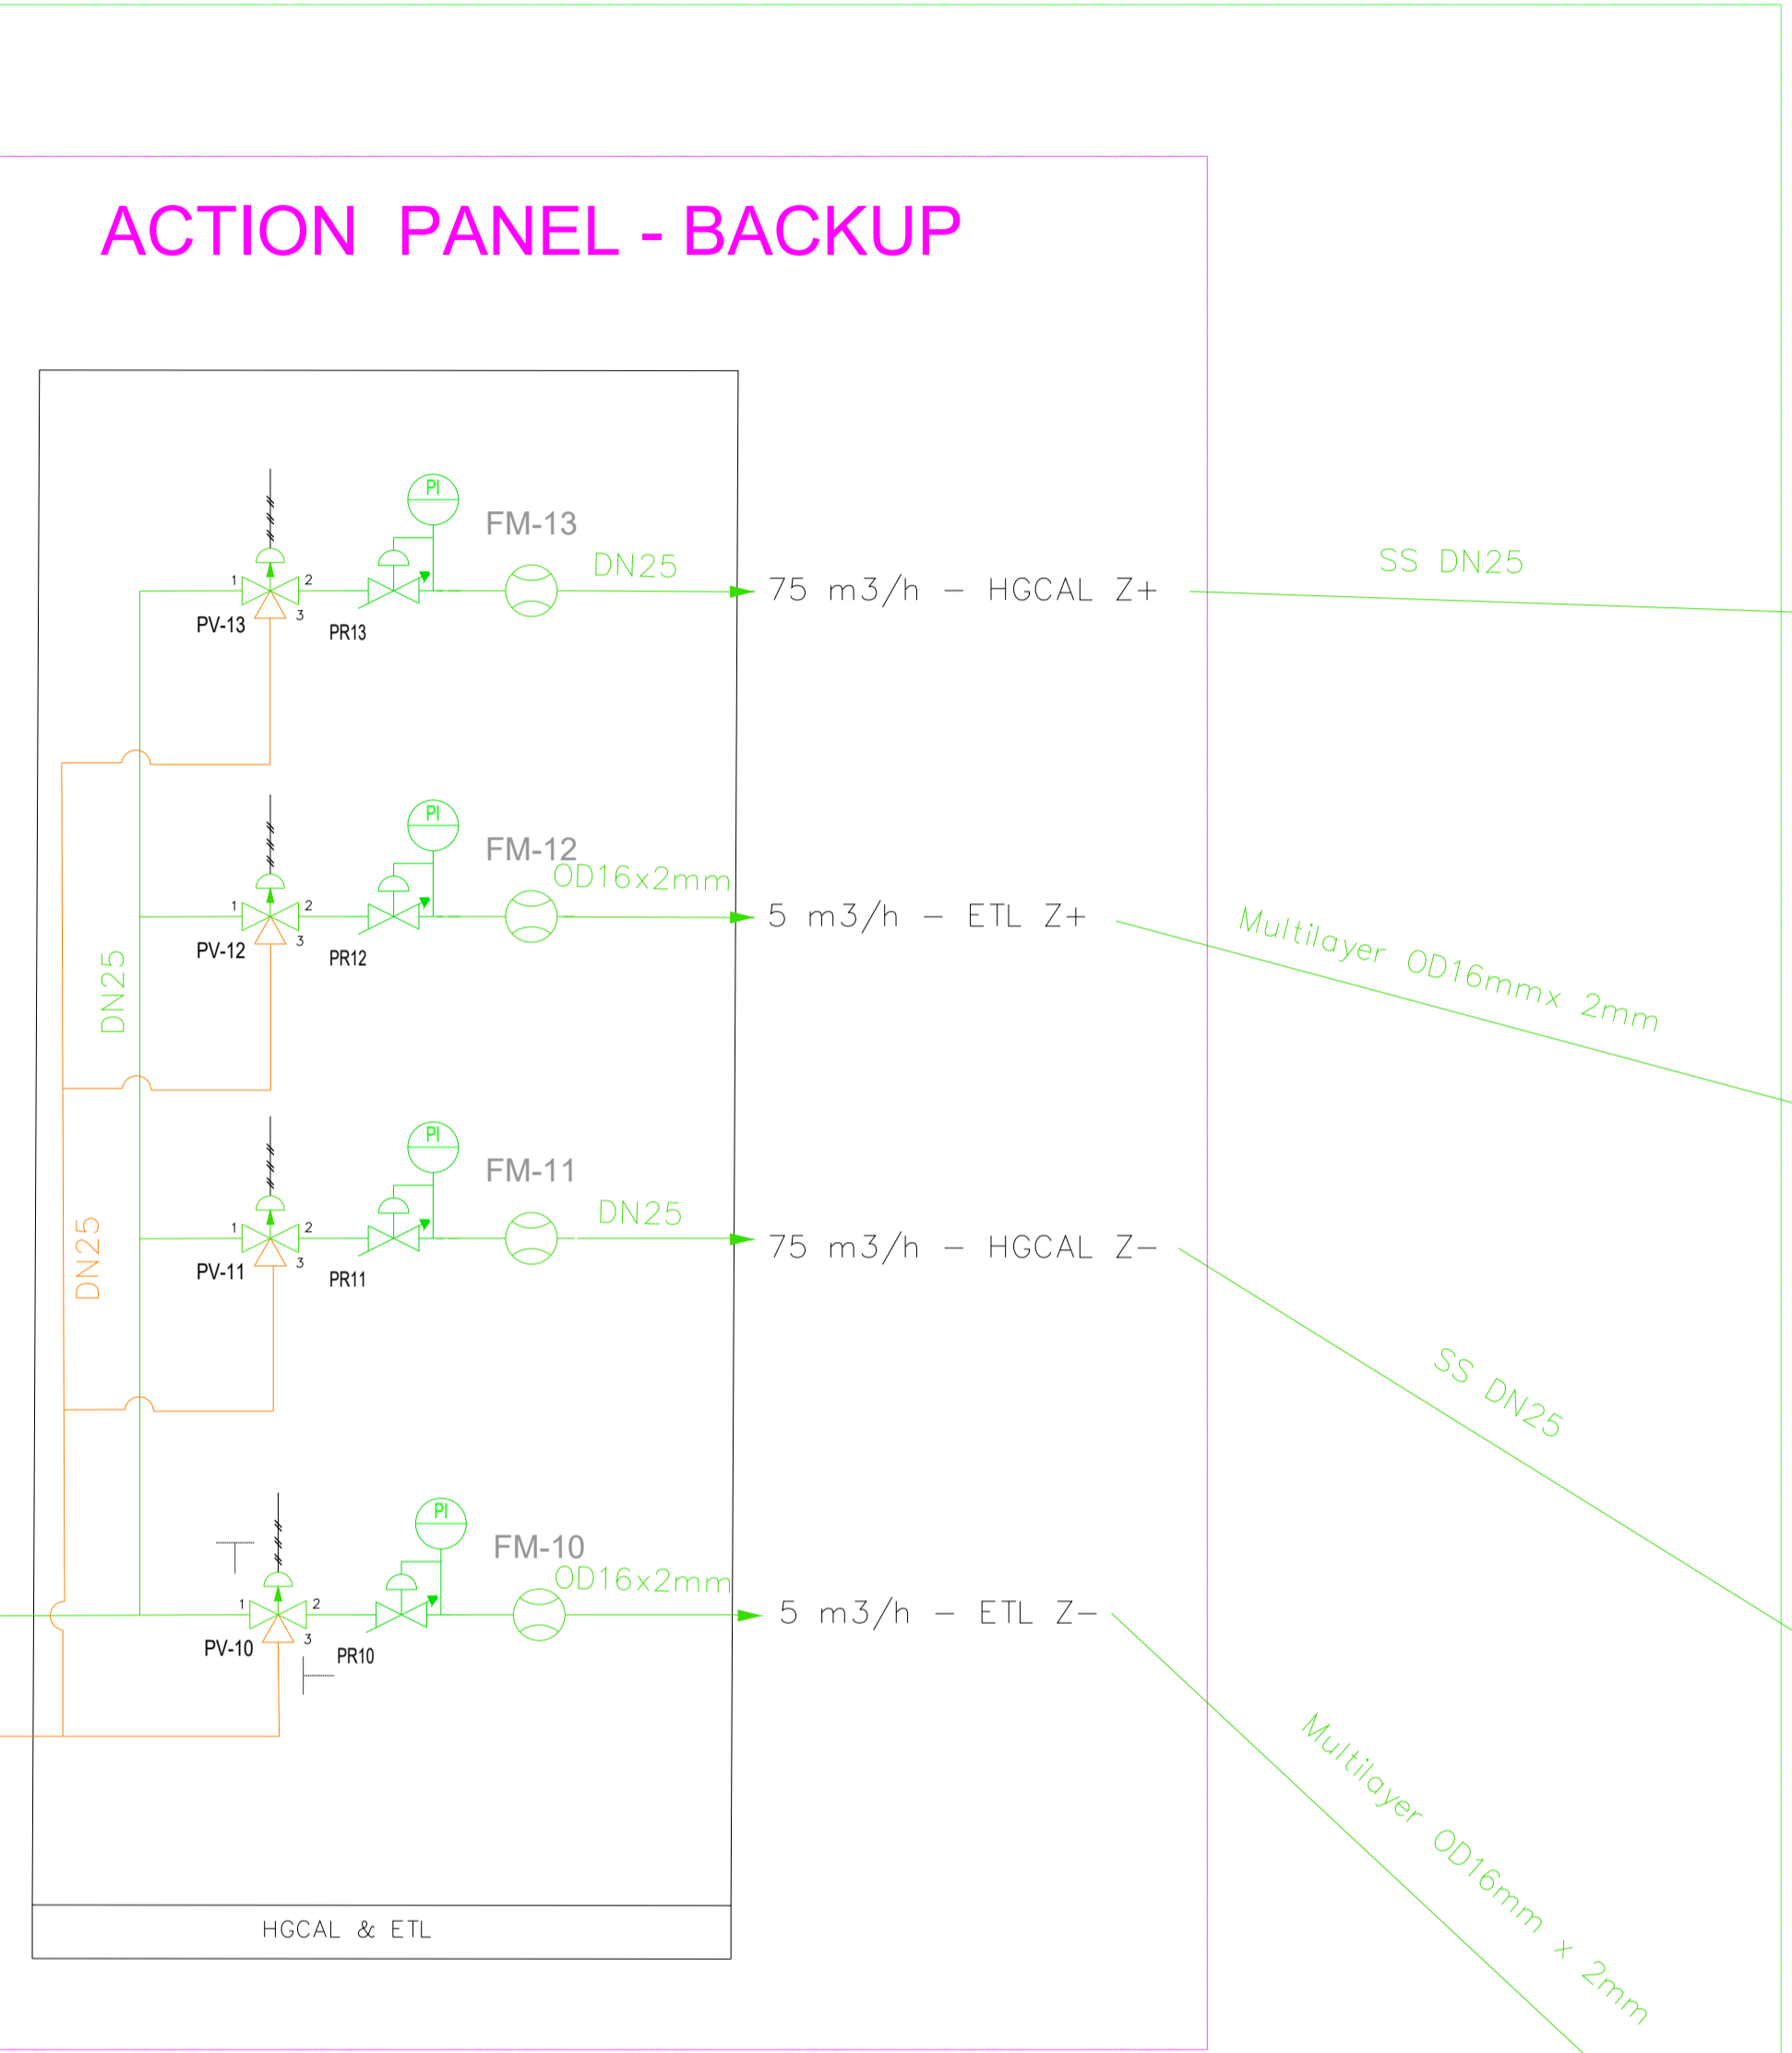 ACTION PANEL - BACKUP
PI
FM-13
DN25
SS DN25
1
2
3
75 m3/h - HGCAL Z+
PV-13
PR13
PI
FM-12
OD16x2mm
1
2
3
5 m3/h - ETL Z+
Multilayer OD16mmx 2mm
PV-12
PR12
DN25
PI
FM-11
DN25
1
2
3
75 m3/h - HGCAL Z-
DN25
PV-11
PR11
SS DN25
PI
FM-10
OD16x2mm
1
2
3
5 m3/h - ETL Z-
PV-10
PR10
Multilayer OD16mm x 2mm
HGCAL & ETL